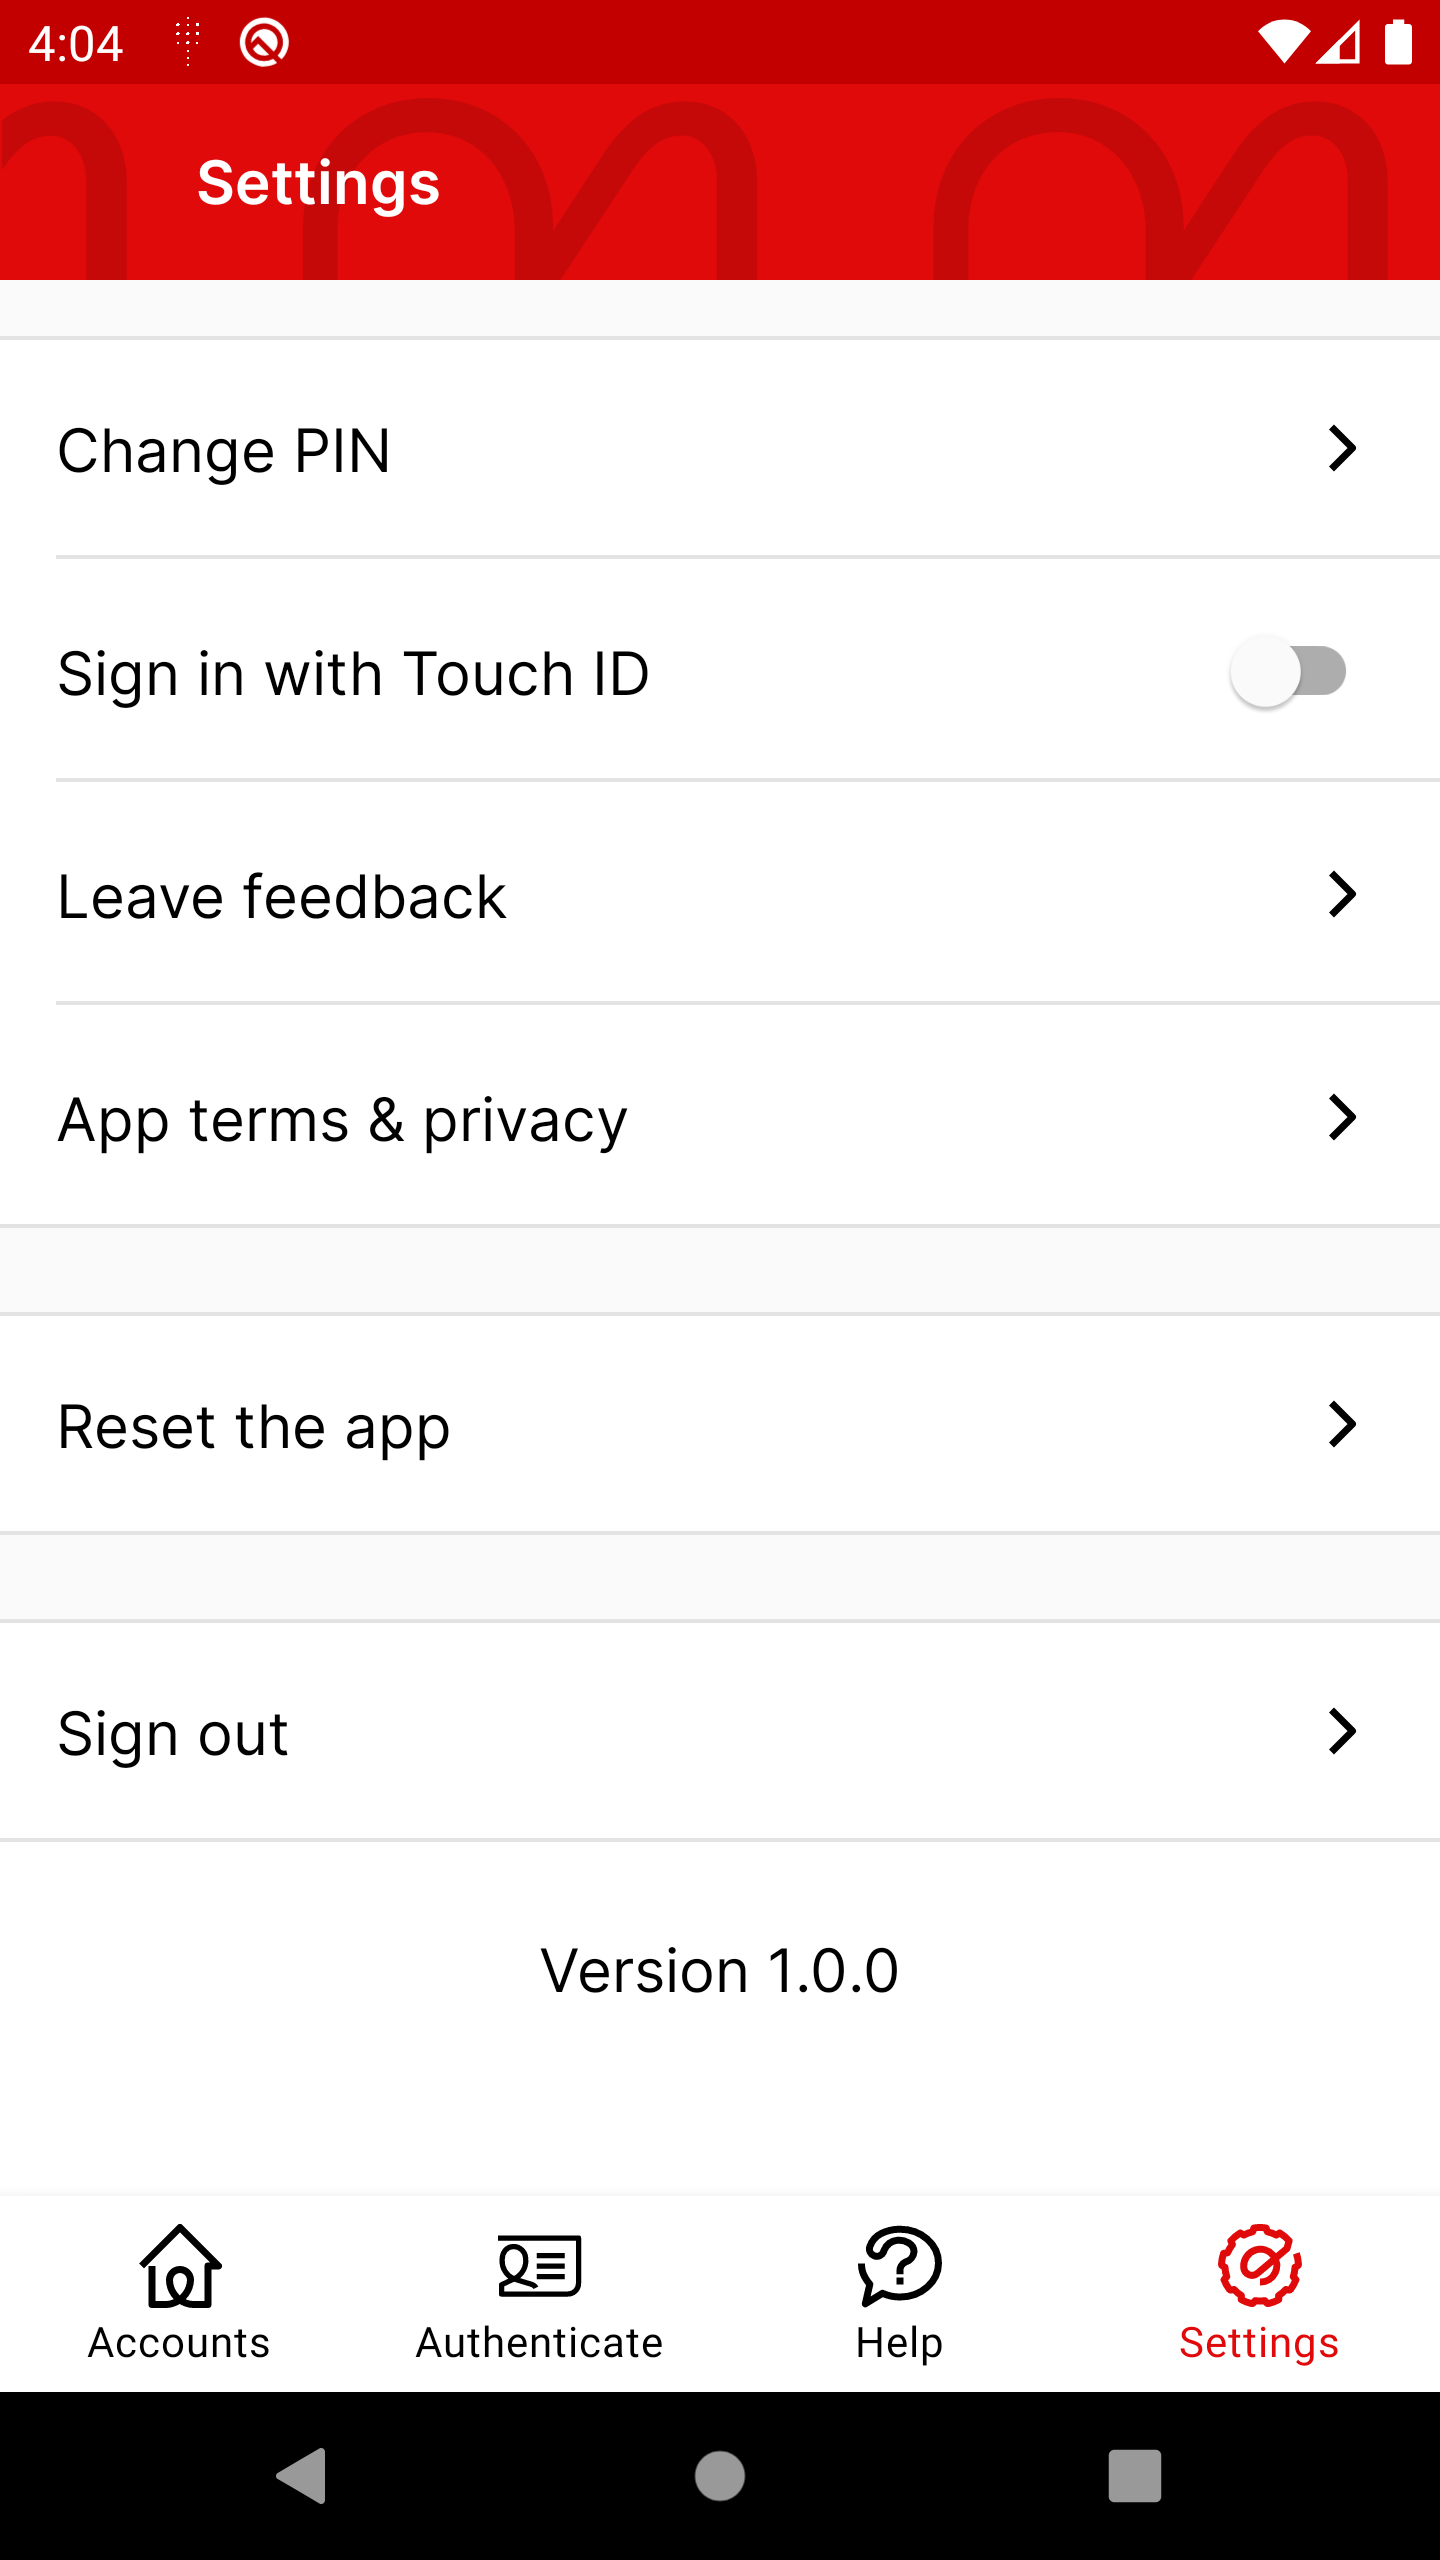 4:04
Settings
Change PIN
Sign in with Touch ID
Leave feedback
App terms & privacy
Reset the app
Sign out
Version 1.0.0
Accounts
Authenticate
Help
Settings